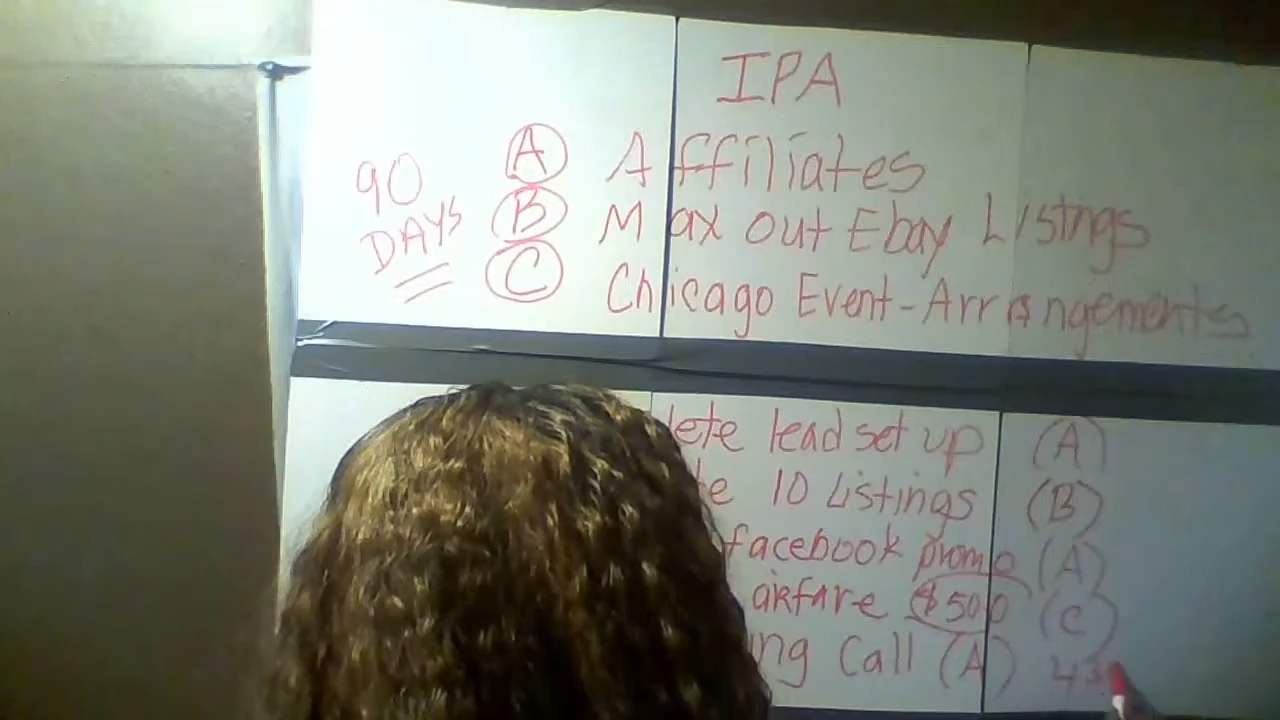 IPA
90 DAYS
(A) Affiliates
(B) Max out Ebay Listings
(C) Chicago Event-Arrangements
lete lead set up (A)
te 10 Listings (B)
facebook promo (A)
airfare $500 (C)
ng Call (A) 43